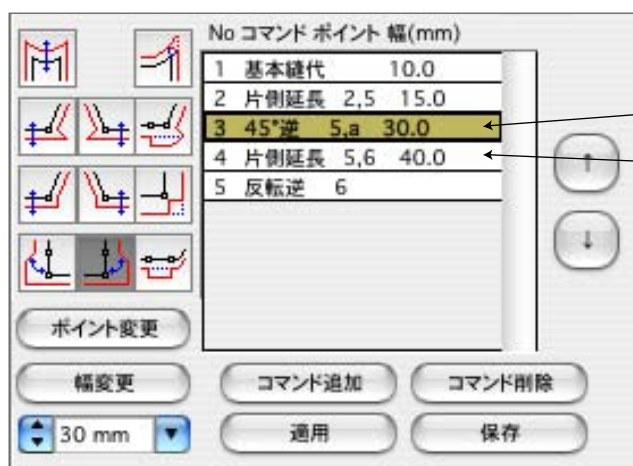 No コマンド ポイント 幅(mm)
1 基本縫代 10.0
2 片側延長 2,5 15.0
3 45°逆 5,a 30.0
4 片側延長 5,6 40.0
5 反転逆 6
↑
↓
ポイント変更
幅変更 コマンド追加 コマンド削除
30 mm 適用 保存